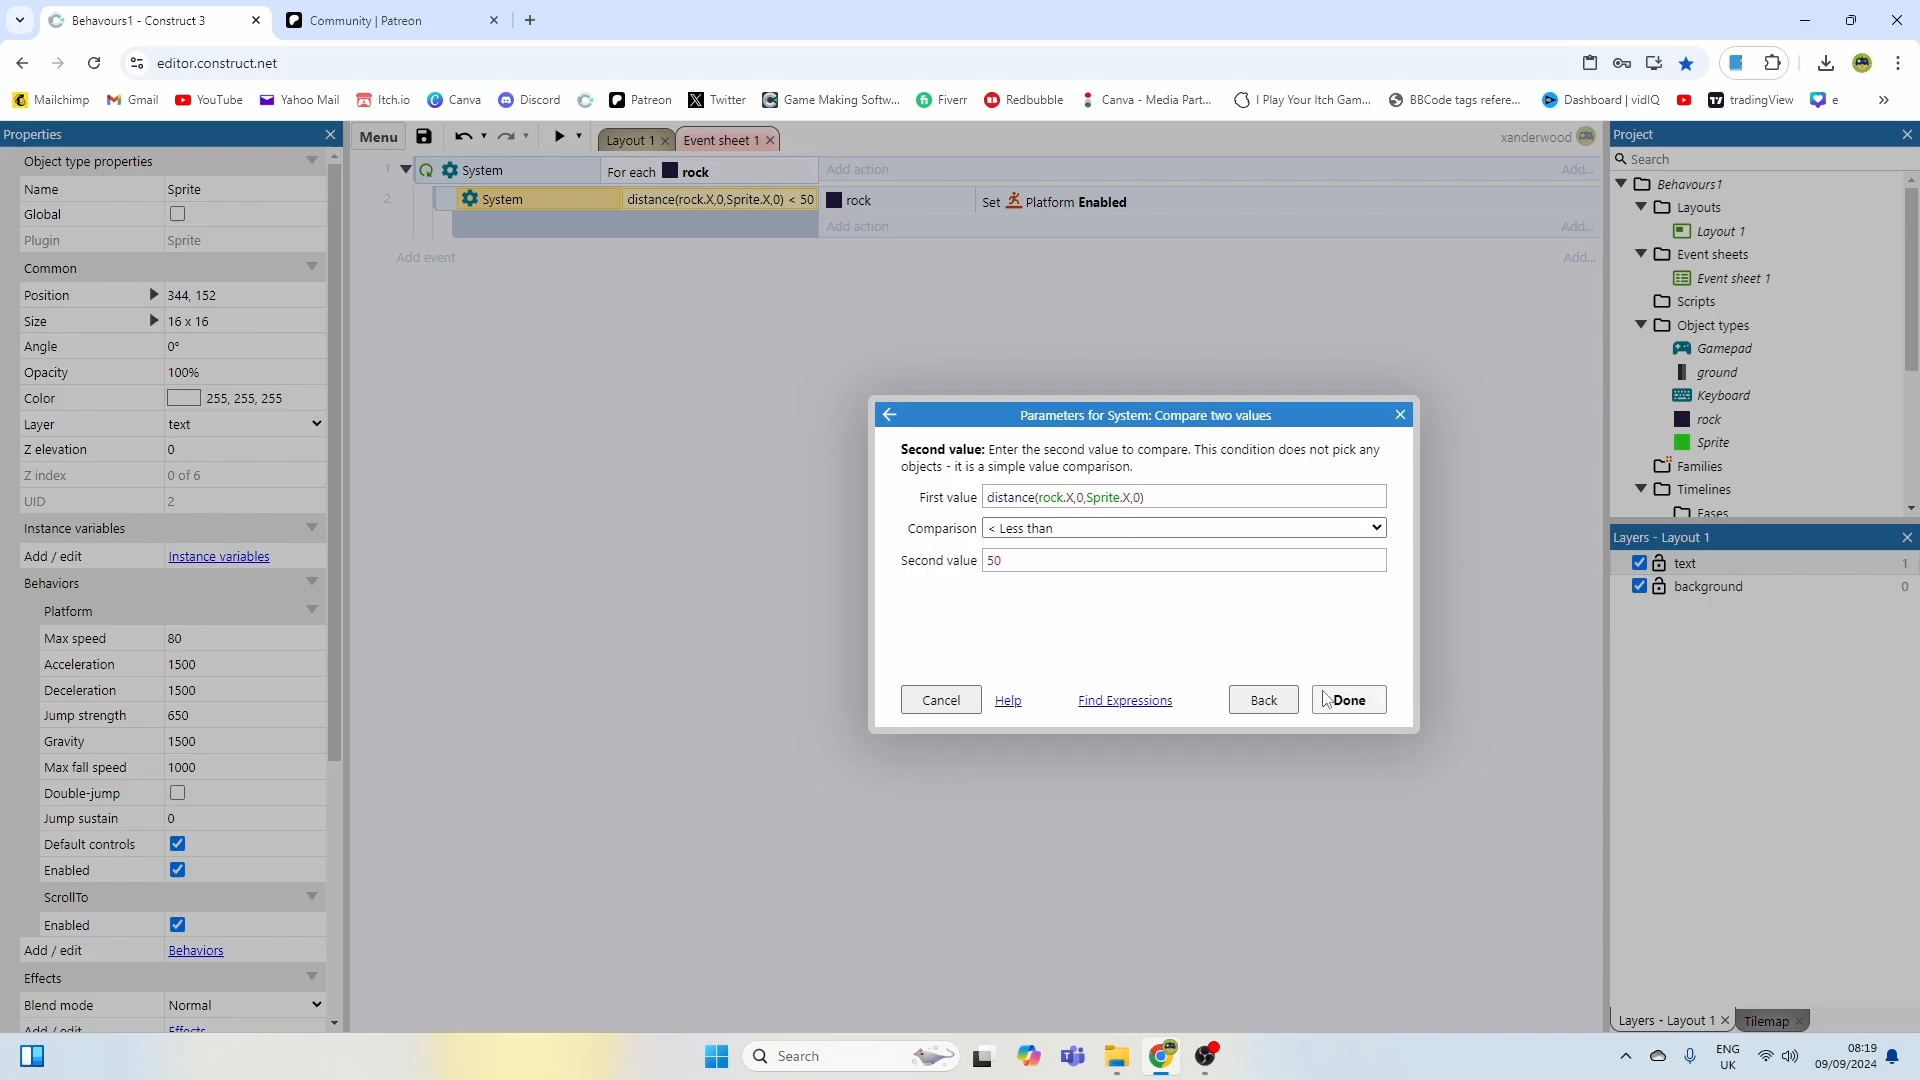 Behavours1 - Construct 3
Community | Patreon
editor.construct.net
Mailchimp
Gmail
YouTube
Yahoo Mail
Itch.io
Canva
Discord
Patreon
Twitter
Game Making Softw...
Fiverr
Redbubble
Canva - Media Part...
I Play Your Itch Gam...
BBCode tags refere...
Dashboard | vidIQ
tradingView
e
Properties
Menu
Layout 1
Event sheet 1
xanderwood
Project
Object type properties
Name Sprite
Global
Plugin Sprite
Common
Position 344, 152
Size 16 x 16
Angle 0°
Opacity 100%
Color 255, 255, 255
Layer text
Z elevation 0
Z index 0 of 6
UID 2
Instance variables
Add / edit Instance variables
Behaviors
Platform
Max speed 80
Acceleration 1500
Deceleration 1500
Jump strength 650
Gravity 1500
Max fall speed 1000
Double-jump
Jump sustain 0
Default controls
Enabled
ScrollTo
Enabled
Add / edit Behaviors
Effects
Blend mode Normal
Add / edit Effects
1 System For each rock Add action Add...
2 System distance(rock.X,0,Sprite.X,0) < 50 rock Set Platform Enabled
Add action Add...
Add event Add...
Parameters for System: Compare two values
Second value: Enter the second value to compare. This condition does not pick any
objects - it is a simple value comparison.
First value distance(rock.X,0,Sprite.X,0)
Comparison < Less than
Second value 50
Cancel Help Find Expressions Back Done
Search
Behavours1
Layouts
Layout 1
Event sheets
Event sheet 1
Scripts
Object types
Gamepad
ground
Keyboard
rock
Sprite
Families
Timelines
Eases
Layers - Layout 1
text 1
background 0
Layers - Layout 1
Tilemap
Search
ENG
UK
08:19
09/09/2024